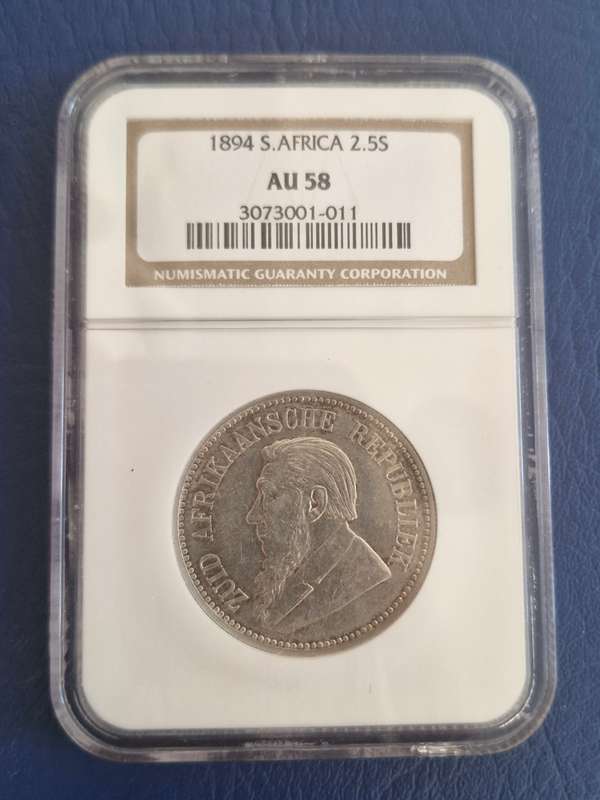 1894 S.AFRICA 2.5S
AU 58
3073001-011
NUMISMATIC GUARANTY CORPORATION
ZUID AFRIKAANSCHE REPUBLIEK